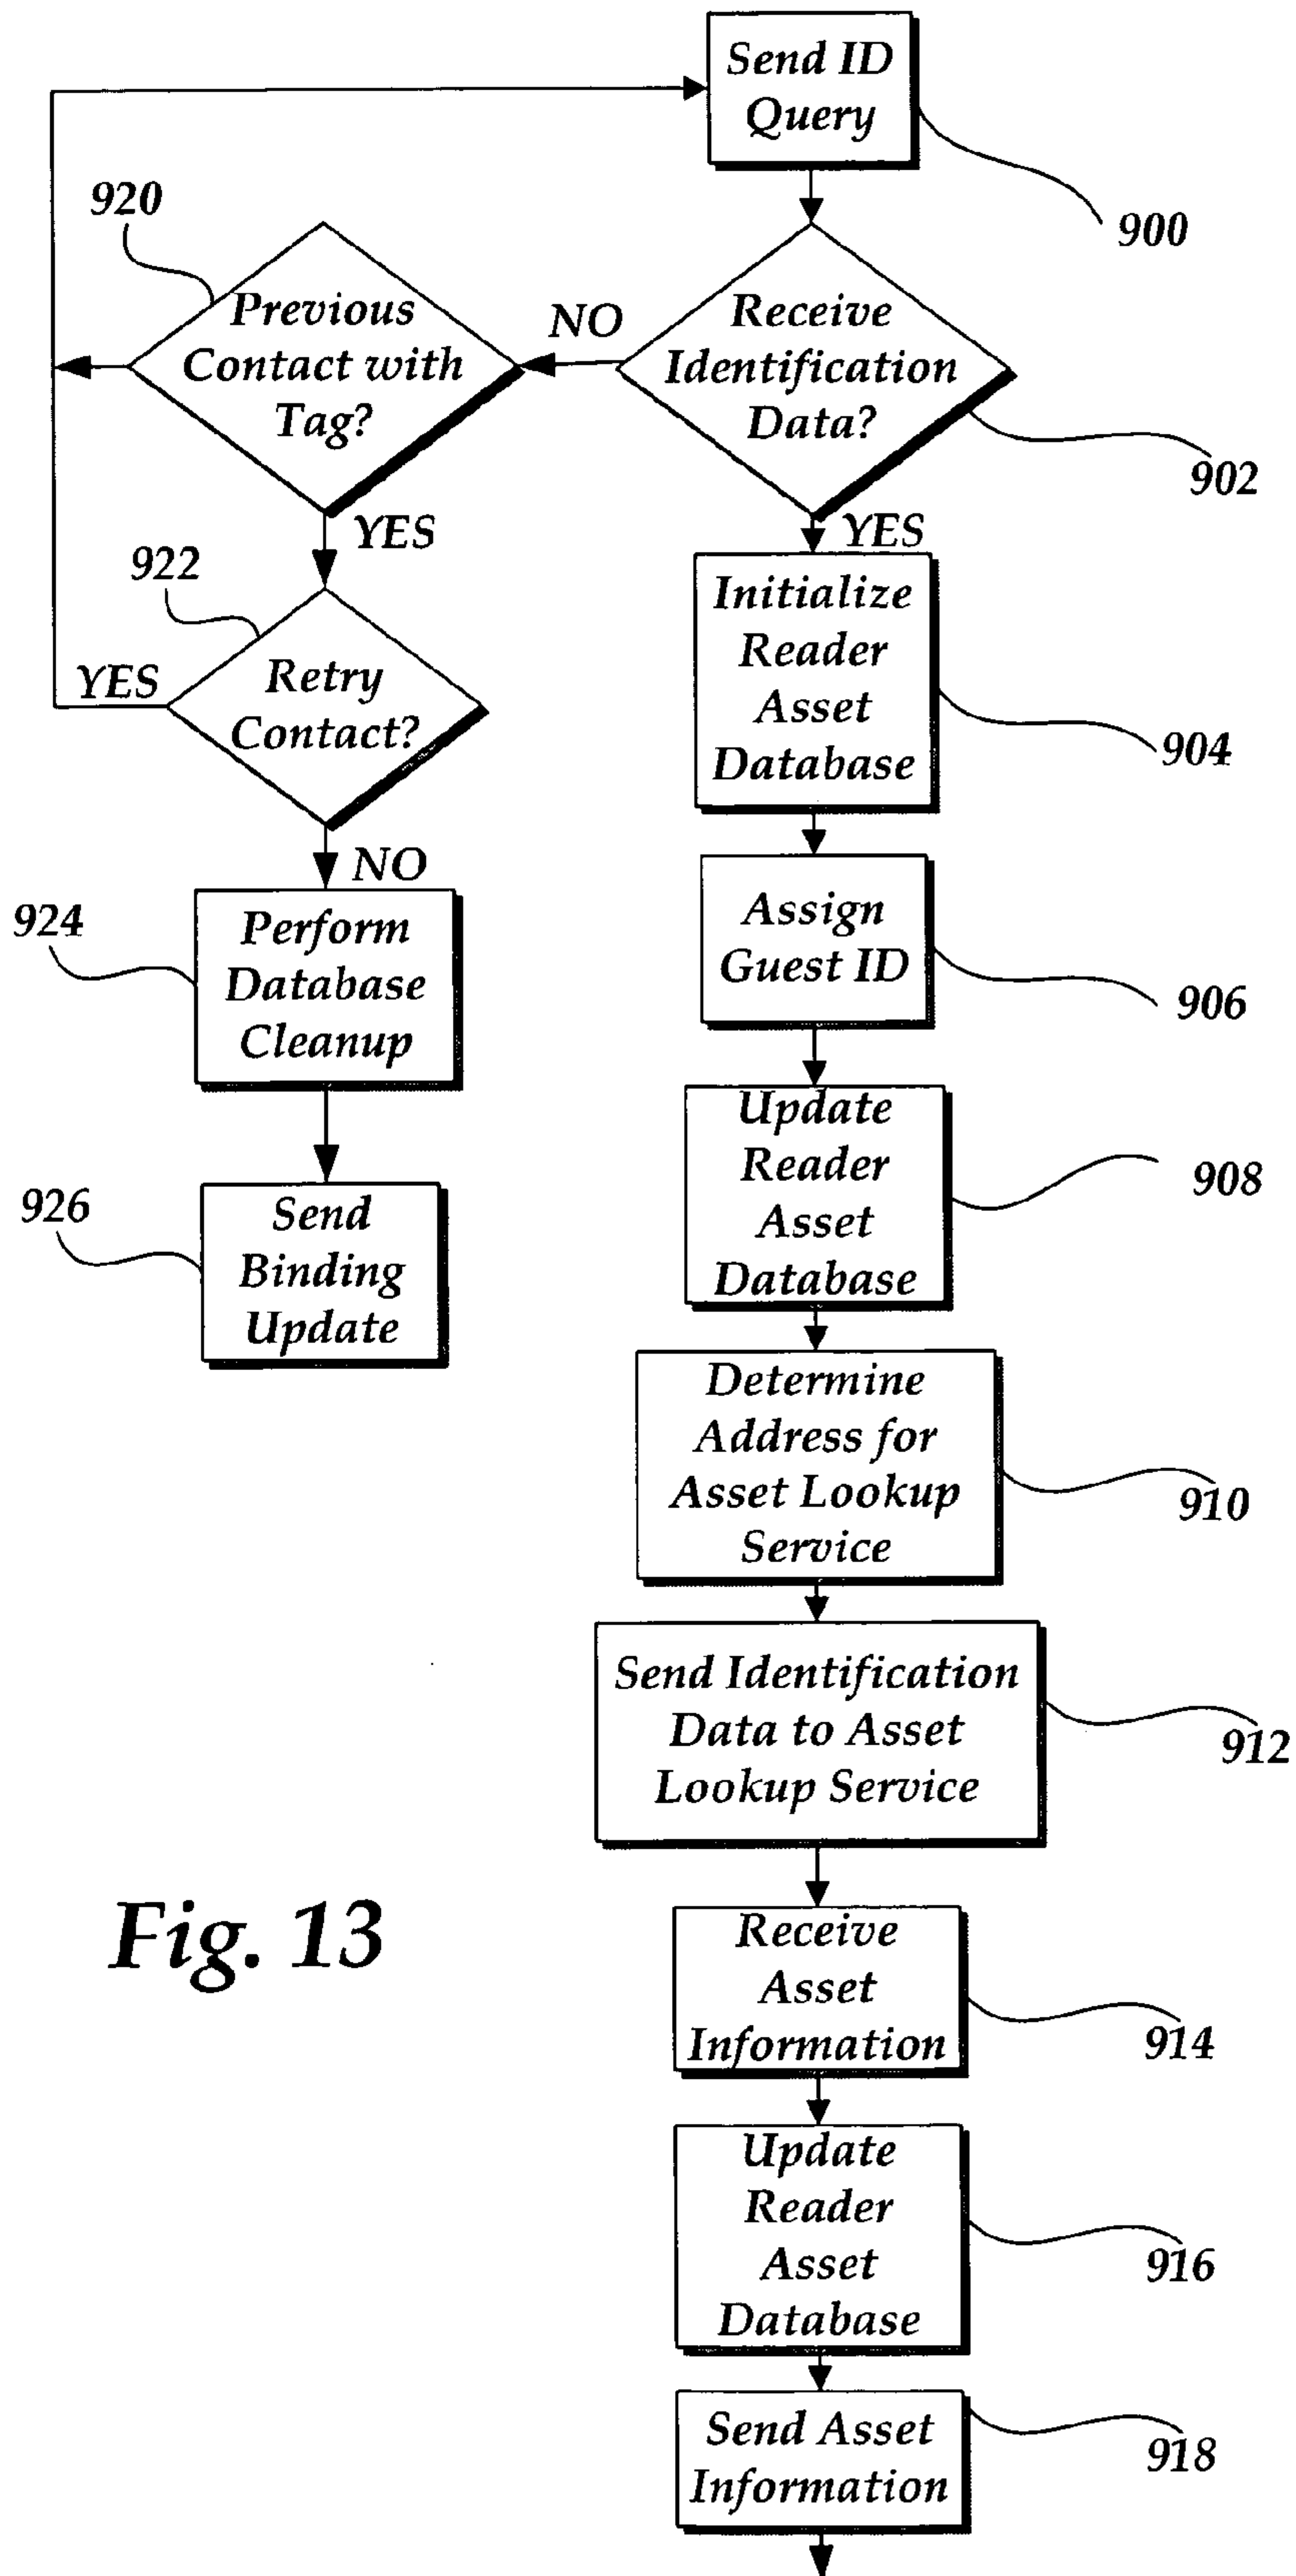 Send ID
Query
900
920
Previous
Contact with
Tag?
NO
Receive
Identification
Data?
902
YES
922
Retry
Contact?
YES
NO
YES
Initialize
Reader
Asset
Database
904
924
Perform
Database
Cleanup
Assign
Guest ID
906
926
Send
Binding
Update
Update
Reader
Asset
Database
908
Determine
Address for
Asset Lookup
Service
910
Send Identification
Data to Asset
Lookup Service
912
Fig. 13
Receive
Asset
Information
914
Update
Reader
Asset
Database
916
Send Asset
Information
918